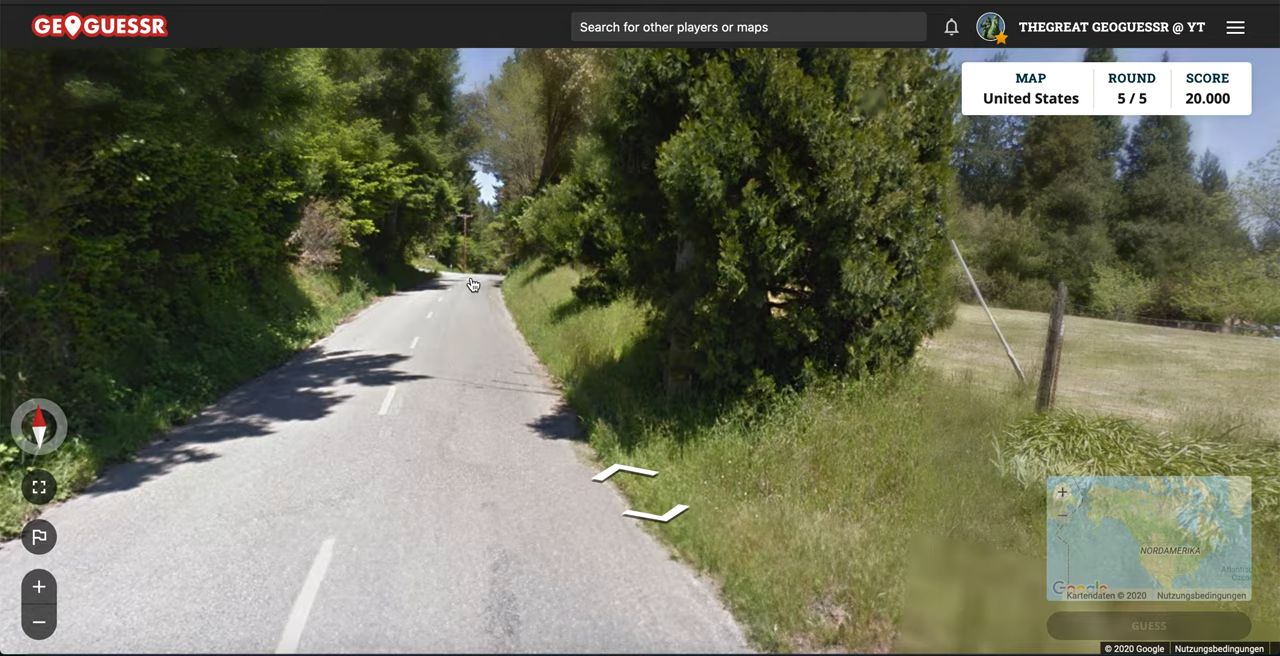 GEOGUESSR
Search for other players or maps
THEGREAT GEOGUESSR @ YT
MAP ROUND SCORE
United States 5 / 5 20.000
NORDAMERIKA
Google
Kartendaten © 2020 Nutzungsbedingungen
GUESS
© 2020 Google Nutzungsbedingungen